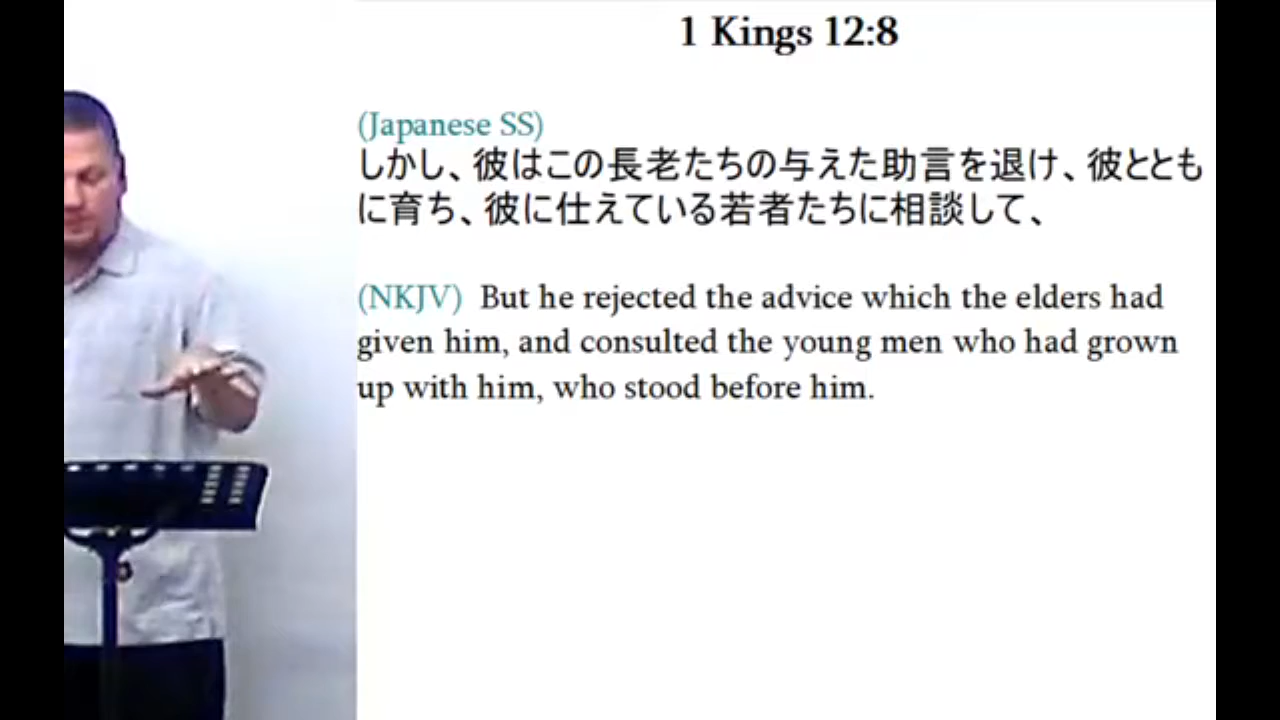 1 Kings 12:8
(Japanese SS)
しかし、彼はこの長老たちの与えた助言を退け、彼ととも
に育ち、彼に仕えている若者たちに相談して、
(NKJV) But he rejected the advice which the elders had
given him, and consulted the young men who had grown
up with him, who stood before him.